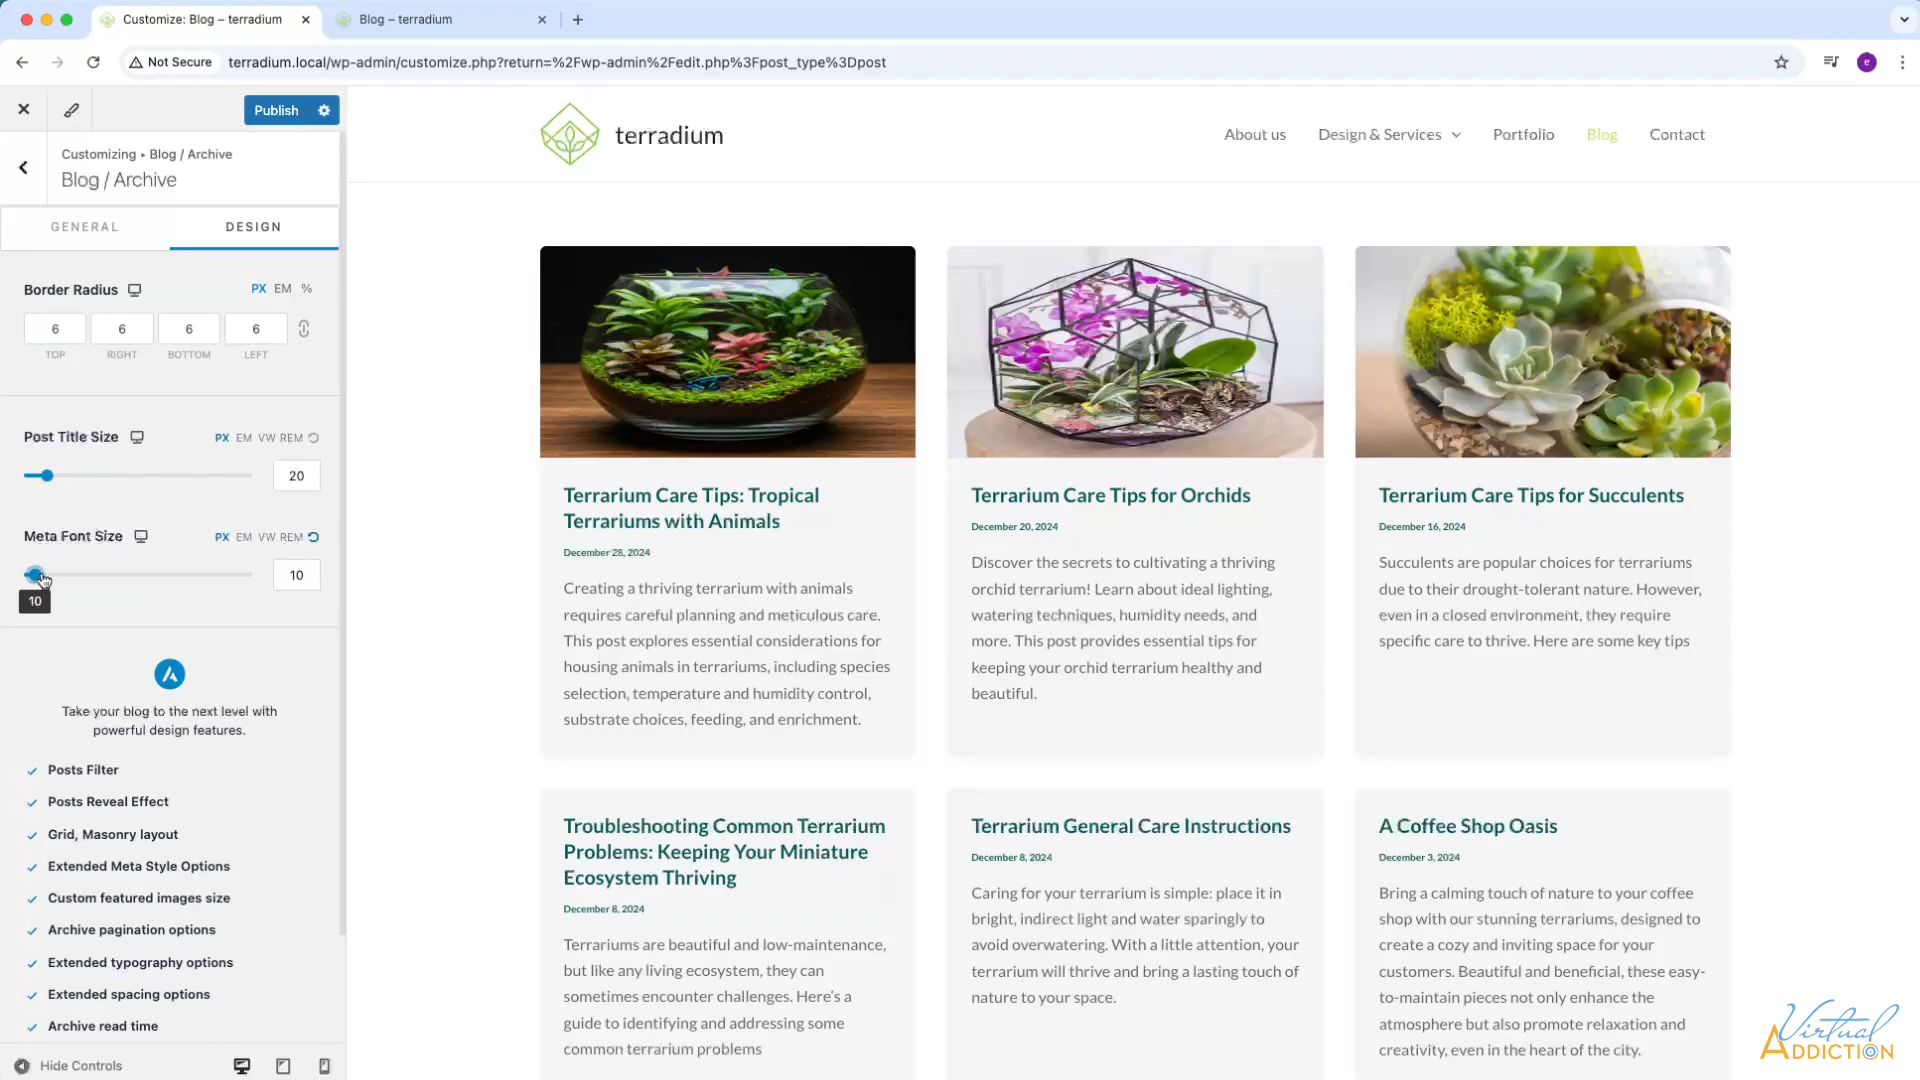 Customize: Blog – terradium
Blog – terradium
Not Secure
terradium.local/wp-admin/customize.php?return=%2Fwp-admin%2Fedit.php%3Fpost_type%3Dpost
e
Publish
Customizing ▸ Blog / Archive
Blog / Archive
GENERAL
DESIGN
Border Radius
PX EM %
6 6 6 6
TOP RIGHT BOTTOM LEFT
Post Title Size
PX EM VW REM
20
Meta Font Size
PX EM VW REM
10
10
Take your blog to the next level with
powerful design features.
Posts Filter
Posts Reveal Effect
Grid, Masonry layout
Extended Meta Style Options
Custom featured images size
Archive pagination options
Extended typography options
Extended spacing options
Archive read time
Hide Controls
terradium
About us
Design & Services
Portfolio
Blog
Contact
Terrarium Care Tips: Tropical
Terrariums with Animals
December 28, 2024
Creating a thriving terrarium with animals
requires careful planning and meticulous care.
This post explores essential considerations for
housing animals in terrariums, including species
selection, temperature and humidity control,
substrate choices, feeding, and enrichment.
Terrarium Care Tips for Orchids
December 20, 2024
Discover the secrets to cultivating a thriving
orchid terrarium! Learn about ideal lighting,
watering techniques, humidity needs, and
more. This post provides essential tips for
keeping your orchid terrarium healthy and
beautiful.
Terrarium Care Tips for Succulents
December 16, 2024
Succulents are popular choices for terrariums
due to their drought-tolerant nature. However,
even in a closed environment, they require
specific care to thrive. Here are some key tips
Troubleshooting Common Terrarium
Problems: Keeping Your Miniature
Ecosystem Thriving
December 8, 2024
Terrariums are beautiful and low-maintenance,
but like any living ecosystem, they can
sometimes encounter challenges. Here's a
guide to identifying and addressing some
common terrarium problems
Terrarium General Care Instructions
December 8, 2024
Caring for your terrarium is simple: place it in
bright, indirect light and water sparingly to
avoid overwatering. With a little attention, your
terrarium will thrive and bring a lasting touch of
nature to your space.
A Coffee Shop Oasis
December 3, 2024
Bring a calming touch of nature to your coffee
shop with our stunning terrariums, designed to
create a cozy and inviting space for your
customers. Beautiful and beneficial, these easy-
to-maintain pieces not only enhance the
atmosphere but also promote relaxation and
creativity, even in the heart of the city.
Virtual
ADDICTION